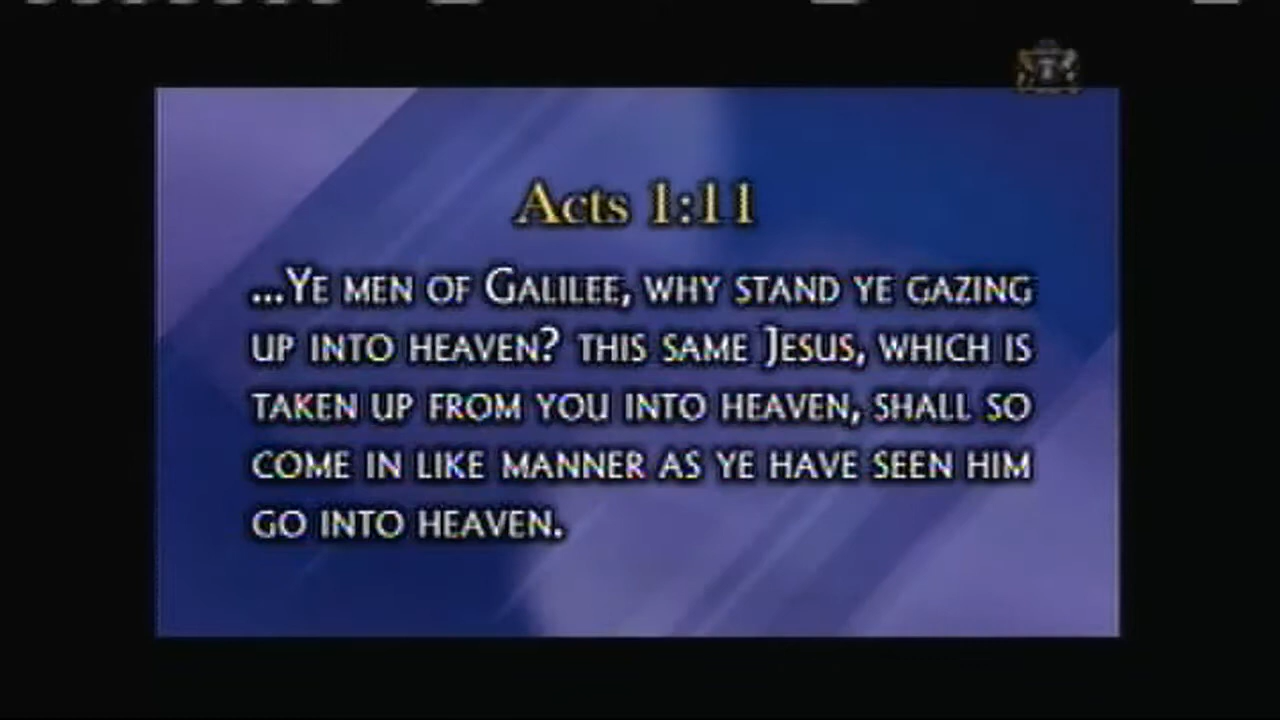 Acts 1:11
...Ye men of Galilee, why stand ye gazing
up into heaven? this same Jesus, which is
taken up from you into heaven, shall so
come in like manner as ye have seen him
go into heaven.